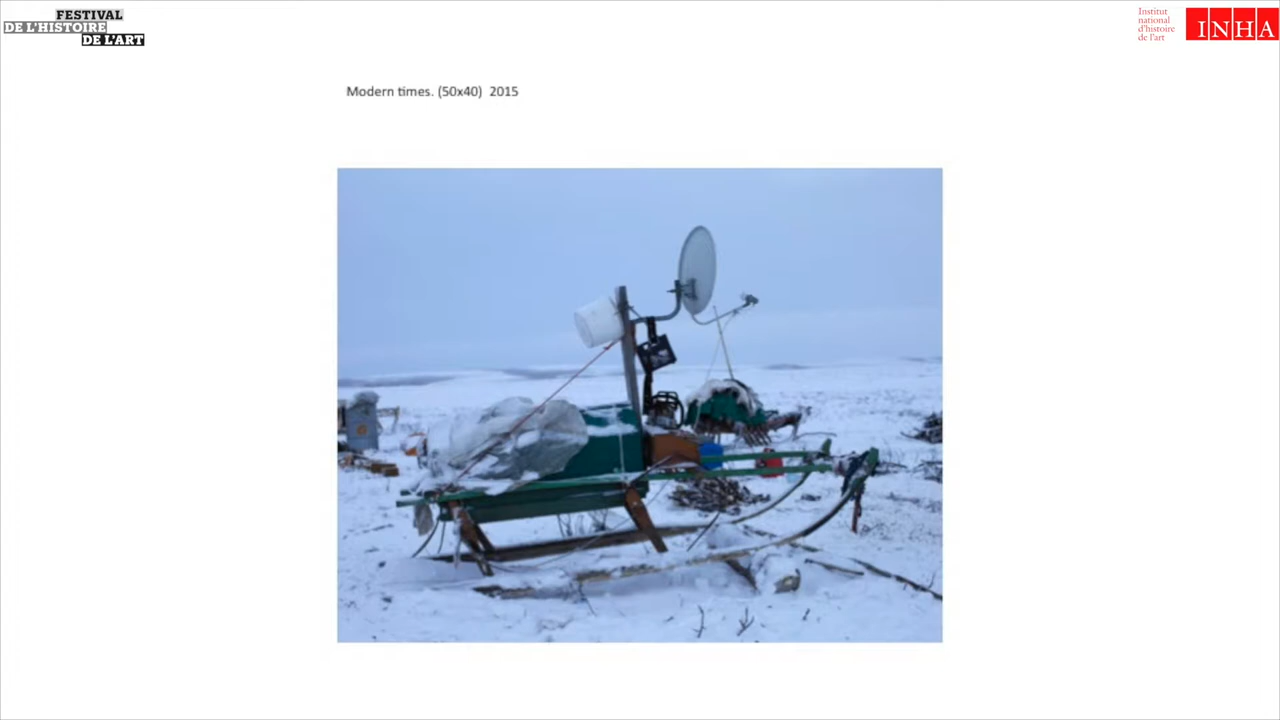 FESTIVAL
DE L'HISTOIRE
DE L'ART
Institut
national
d'histoire
de l'art
INHA
Modern times. (50x40) 2015